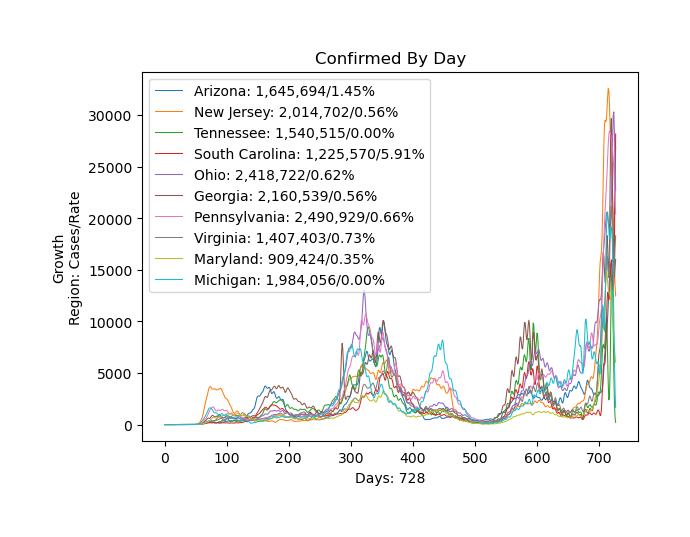 Confirmed By Day
Growth
Region: Cases/Rate
30000
25000
20000
15000
10000
5000
0
Arizona: 1,645,694/1.45%
New Jersey: 2,014,702/0.56%
Tennessee: 1,540,515/0.00%
South Carolina: 1,225,570/5.91%
Ohio: 2,418,722/0.62%
Georgia: 2,160,539/0.56%
Pennsylvania: 2,490,929/0.66%
Virginia: 1,407,403/0.73%
Maryland: 909,424/0.35%
Michigan: 1,984,056/0.00%
0 100 200 300 400 500 600 700
Days: 728